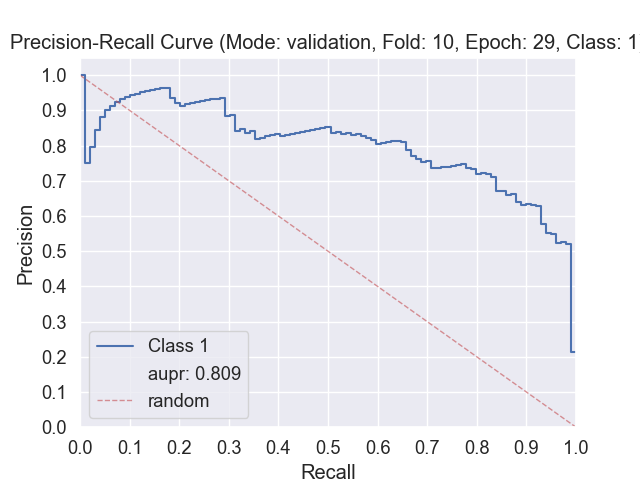 Precision-Recall Curve (Mode: validation, Fold: 10, Epoch: 29, Class: 1
1.0
0.9
0.8
0.7
0.6
0.5
0.4
0.3
0.2
0.1
0.0
Precision
Class 1
aupr: 0.809
random
0.0 0.1 0.2 0.3 0.4 0.5 0.6 0.7 0.8 0.9 1.0
Recall